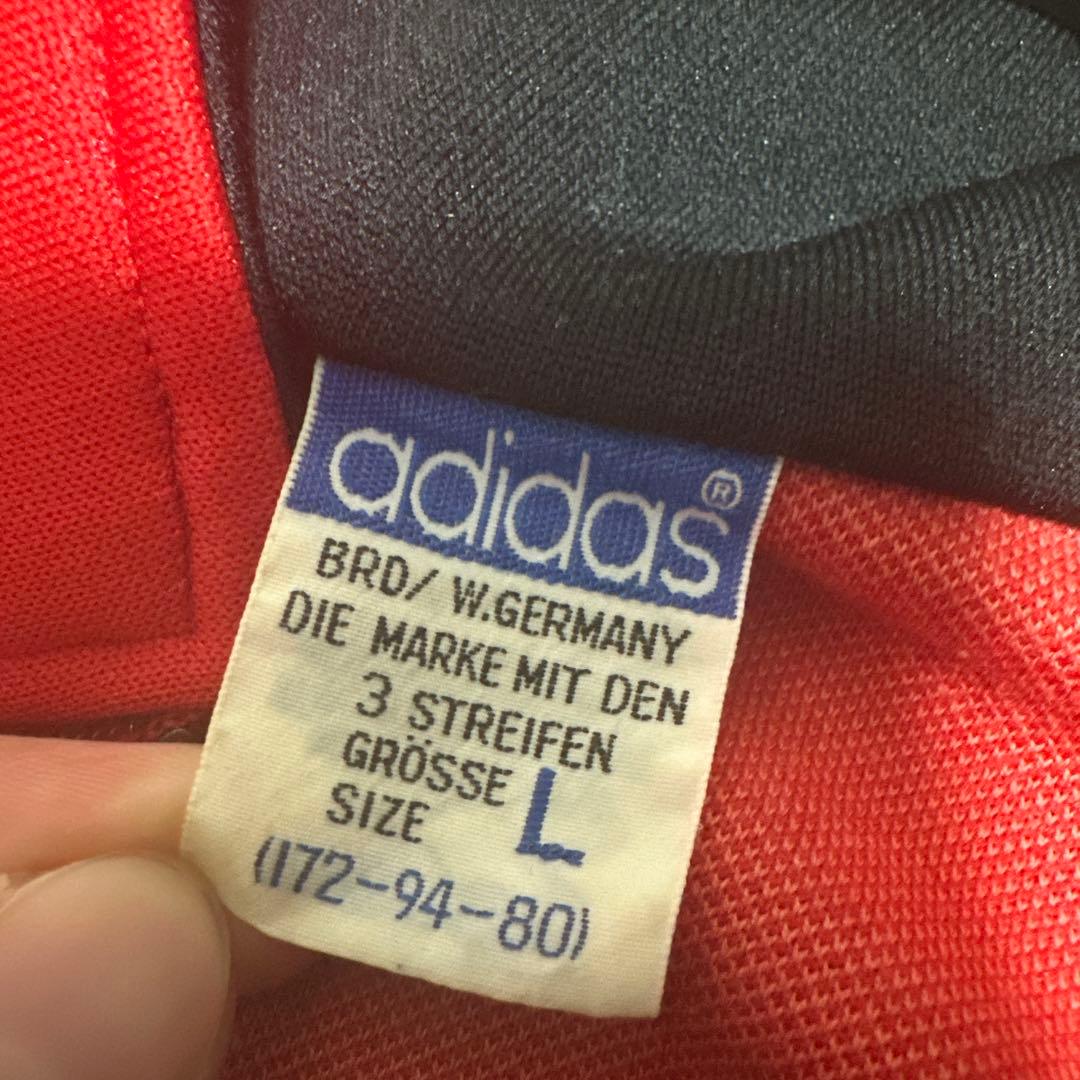 adidas®
BRD/ W.GERMANY
DIE MARKE MIT DEN
3 STREIFEN
GRÖSSE L
SIZE
(172-94-80)